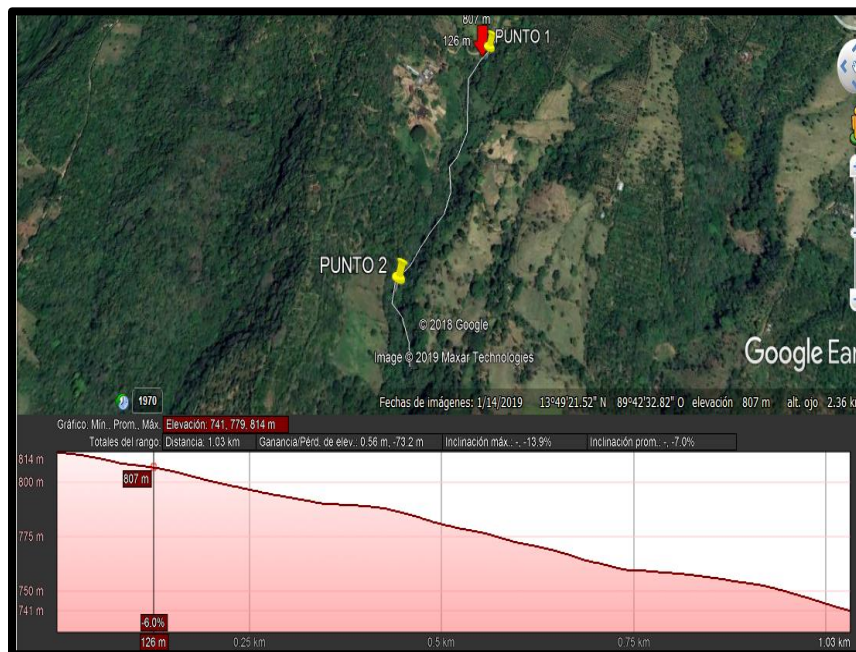 807 m
126 m
PUNTO 1
PUNTO 2
© 2018 Google
Image © 2019 Maxar Technologies
Google Ear
1970
Fechas de imágenes: 1/14/2019 13°49'21.52" N 89°42'32.82" O elevación 807 m alt. ojo 2.36 km
Gráfico: Mín., Prom., Máx. Elevación: 741, 779, 814 m
Totales del rango: Distancia: 1.03 km Ganancia/Pérd. de elev.: 0.56 m, -73.2 m Inclinación máx.: -, -13.9% Inclinación prom.: -, -7.0%
814 m
800 m
807 m
775 m
750 m
741 m
-6.0%
126 m 0.25 km 0.5 km 0.75 km 1.03 km